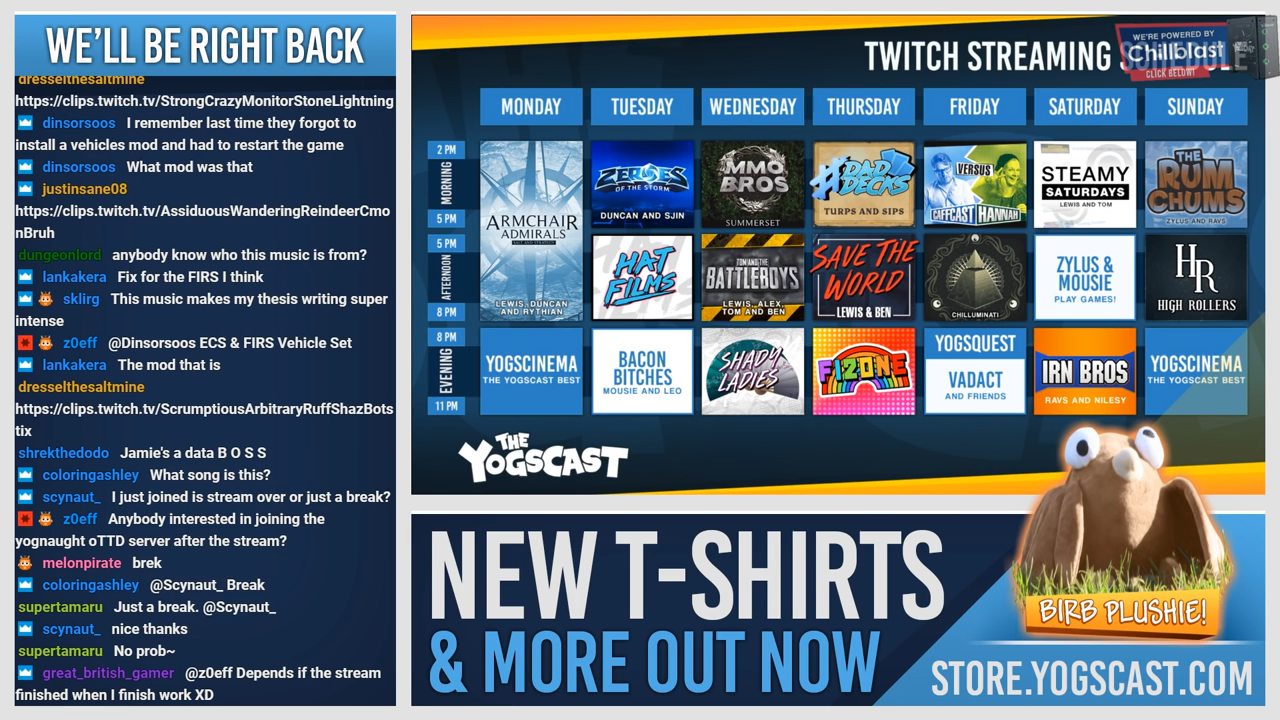 WE'LL BE RIGHT BACK
dresselthesaltmine
https://clips.twitch.tv/StrongCrazyMonitorStoneLightning
dinsorsoos I remember last time they forgot to
install a vehicles mod and had to restart the game
dinsorsoos What mod was that
justinsane08
https://clips.twitch.tv/AssiduousWanderingReindeerCmo
nBruh
dungeonlord anybody know who this music is from?
lankakera Fix for the FIRS I think
sklirg This music makes my thesis writing super
intense
z0eff @Dinsorsoos ECS & FIRS Vehicle Set
lankakera The mod that is
dresselthesaltmine
https://clips.twitch.tv/ScrumptiousArbitraryRuffShazBots
tix
shrekthedodo Jamie's a data B O S S
coloringashley What song is this?
scynaut_ I just joined is stream over or just a break?
z0eff Anybody interested in joining the
yognaught oTTD server after the stream?
melonpirate brek
coloringashley @Scynaut_ Break
supertamaru Just a break. @Scynaut_
scynaut_ nice thanks
supertamaru No prob~
great_british_gamer @z0eff Depends if the stream
finished when I finish work XD
TWITCH STREAMING SCHEDULE
WE'RE POWERED BY
Chillblast
CLICK BELOW!
MONDAY TUESDAY WEDNESDAY THURSDAY FRIDAY SATURDAY SUNDAY
2 PM
MORNING
5 PM
5 PM
AFTERNOON
8 PM
8 PM
EVENING
11 PM
ARMCHAIR
ADMIRALS
SALT AND STRATEGY
LEWIS, DUNCAN
AND RYTHIAN
ZEROES
OF THE STORM
DUNCAN AND SJIN
MMO
BROS
SUMMERSET
#DAD
DECKS
TURPS AND SIPS
VERSUS
CAFFCAST HANNAH
STEAMY
SATURDAYS
LEWIS AND TOM
THE
RUM
CHUMS
ZYLUS AND RAVS
HAT
FILMS
TOM AND THE
BATTLEBOYS
LEWIS, ALEX,
TOM AND BEN
SAVE THE
WORLD
LEWIS & BEN
CHILLUMINATI
ZYLUS &
MOUSIE
PLAY GAMES!
HR
HIGH ROLLERS
YOGSCINEMA
THE YOGSCAST BEST
BACON
BITCHES
MOUSIE AND LEO
SHADY
LADIES
FIZONE
YOGSQUEST
VADACT
AND FRIENDS
IRN BROS
RAVS AND NILESY
YOGSCINEMA
THE YOGSCAST BEST
THE
YOGSCAST
NEW T-SHIRTS
& MORE OUT NOW
BIRB PLUSHIE!
STORE.YOGSCAST.COM